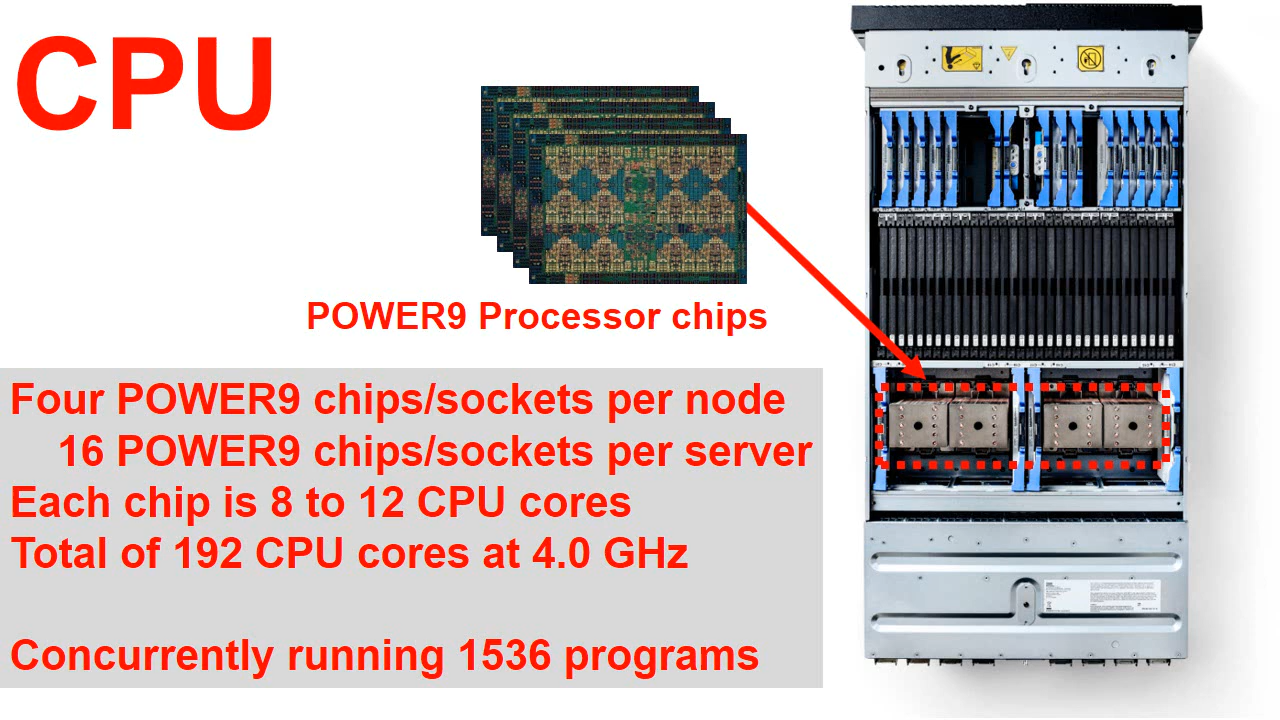 CPU
POWER9 Processor chips
Four POWER9 chips/sockets per node
16 POWER9 chips/sockets per server
Each chip is 8 to 12 CPU cores
Total of 192 CPU cores at 4.0 GHz
Concurrently running 1536 programs